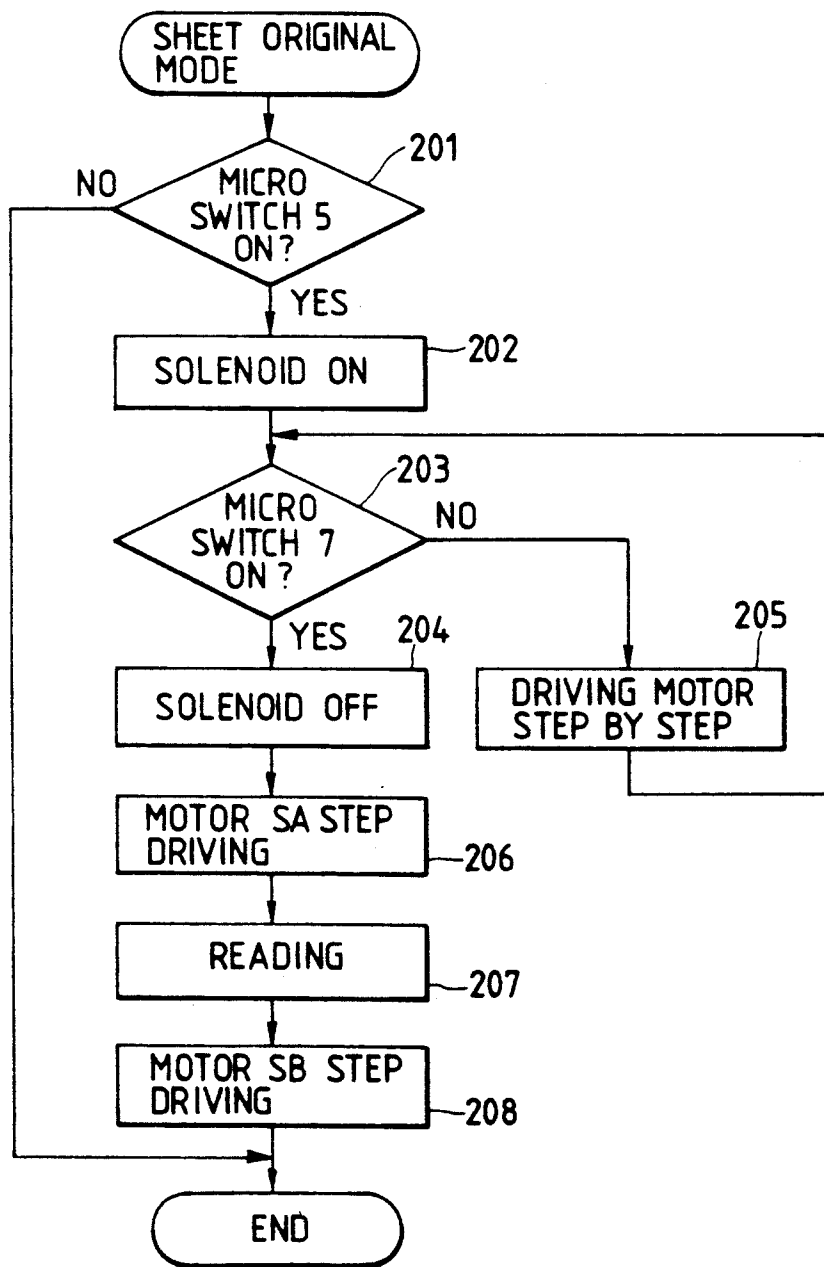 SHEET ORIGINAL
MODE
201
NO
MICRO
SWITCH 5
ON?
YES
202
SOLENOID ON
203
MICRO
SWITCH 7
ON?
NO
YES
204
SOLENOID OFF
205
DRIVING MOTOR
STEP BY STEP
MOTOR SA STEP
DRIVING
206
READING
207
MOTOR SB STEP
DRIVING
208
END